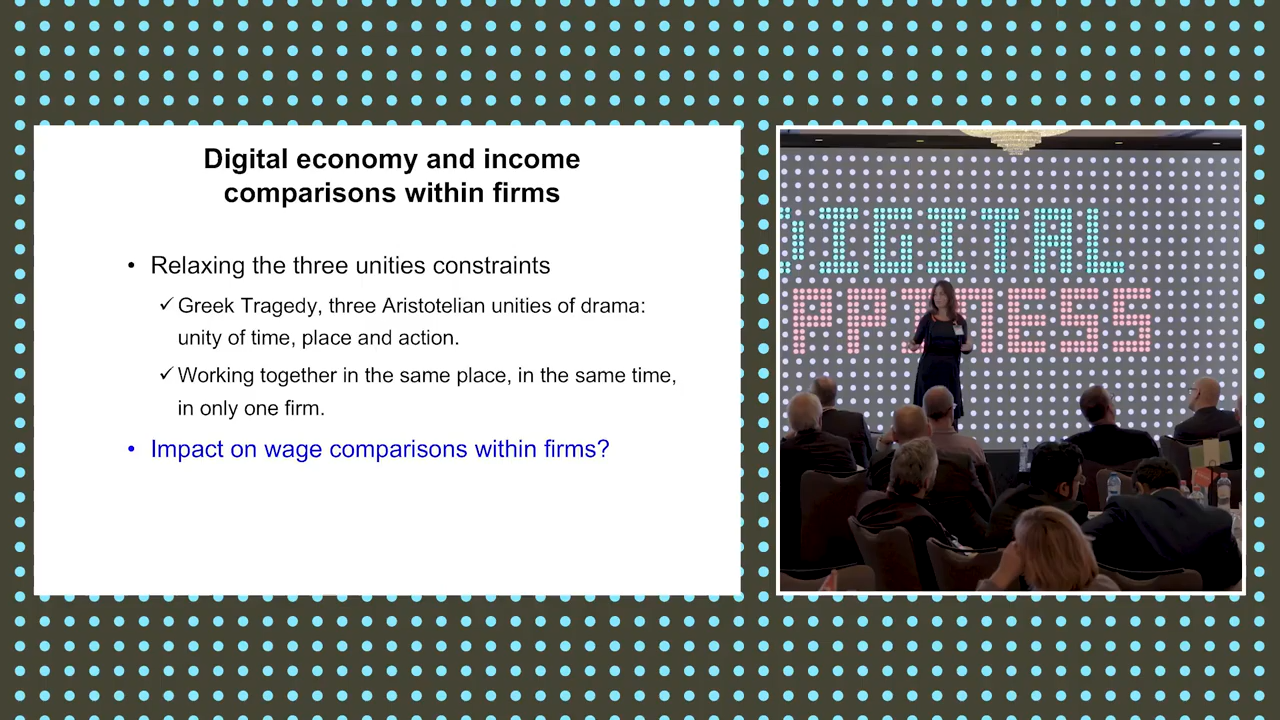 Digital economy and income
comparisons within firms
• Relaxing the three unities constraints
✓ Greek Tragedy, three Aristotelian unities of drama:
unity of time, place and action.
✓ Working together in the same place, in the same time,
in only one firm.
• Impact on wage comparisons within firms?
DIGITAL
PPINESS